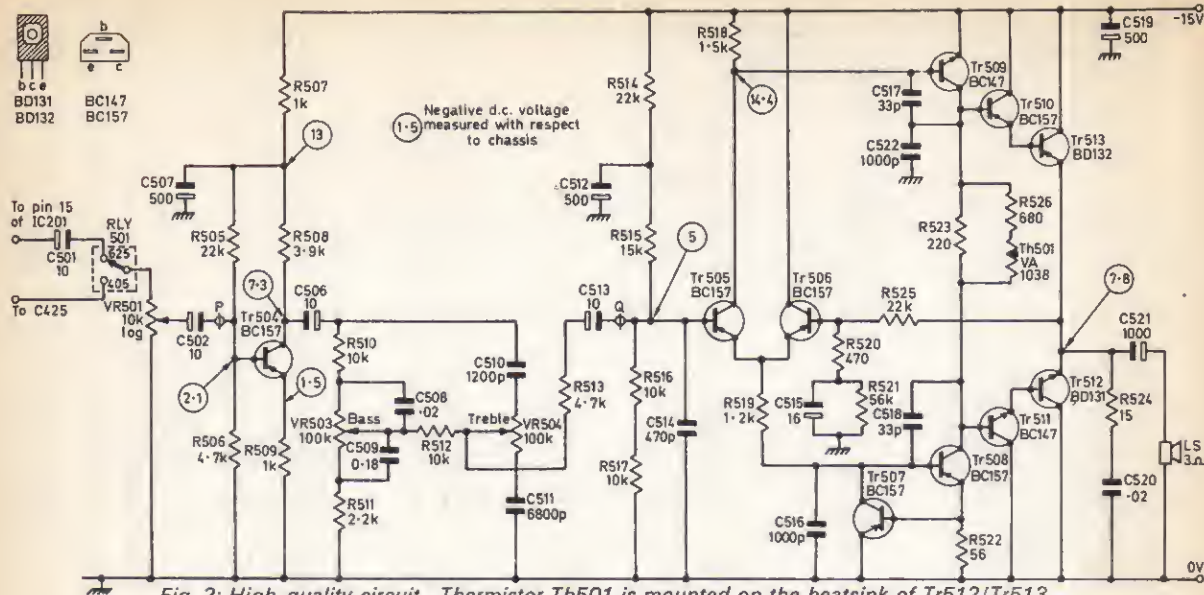 b
b c e
BD131
BD132
e c
BC147
BC157
R507
1k
13
C507
500
R505
22k
R508
3·9k
To pin 15
of IC201
C501
10
RLY
501
625
405
To C425
VR501
10k
log
C502
10
P
Tr504
BC157
7·3
2·1
1·5
R506
4·7k
R509
1k
C506
10
R510
10k
VR503
100k
Bass
C508
·02
C509
0·18
R511
2·2k
R512
10k
C510
1200p
Treble
VR504
100k
C511
6800p
1·5
Negative d.c. voltage
measured with respect
to chassis
R513
4·7k
C513
10
Q
R514
22k
C512
500
R515
15k
5
R516
10k
R517
10k
C514
470p
R518
1·5k
14·4
Tr505
BC157
Tr506
BC157
R519
1·2k
R520
470
C515
16
R521
56k
C518
33p
R525
22k
C516
1000p
Tr507
BC157
Tr508
BC157
R522
56
C517
33p
C522
1000p
Tr509
BC147
Tr510
BC157
Tr513
BD132
R523
220
R526
680
Th501
VA
1038
7·8
Tr511
BC147
Tr512
BD131
R524
15
C520
·02
C521
1000
LS
3Ω
C519
500
-15V
0V
Fig. 2: High quality circuit. Thermistor Th501 is mounted on the heatsink of Tr512/Tr513